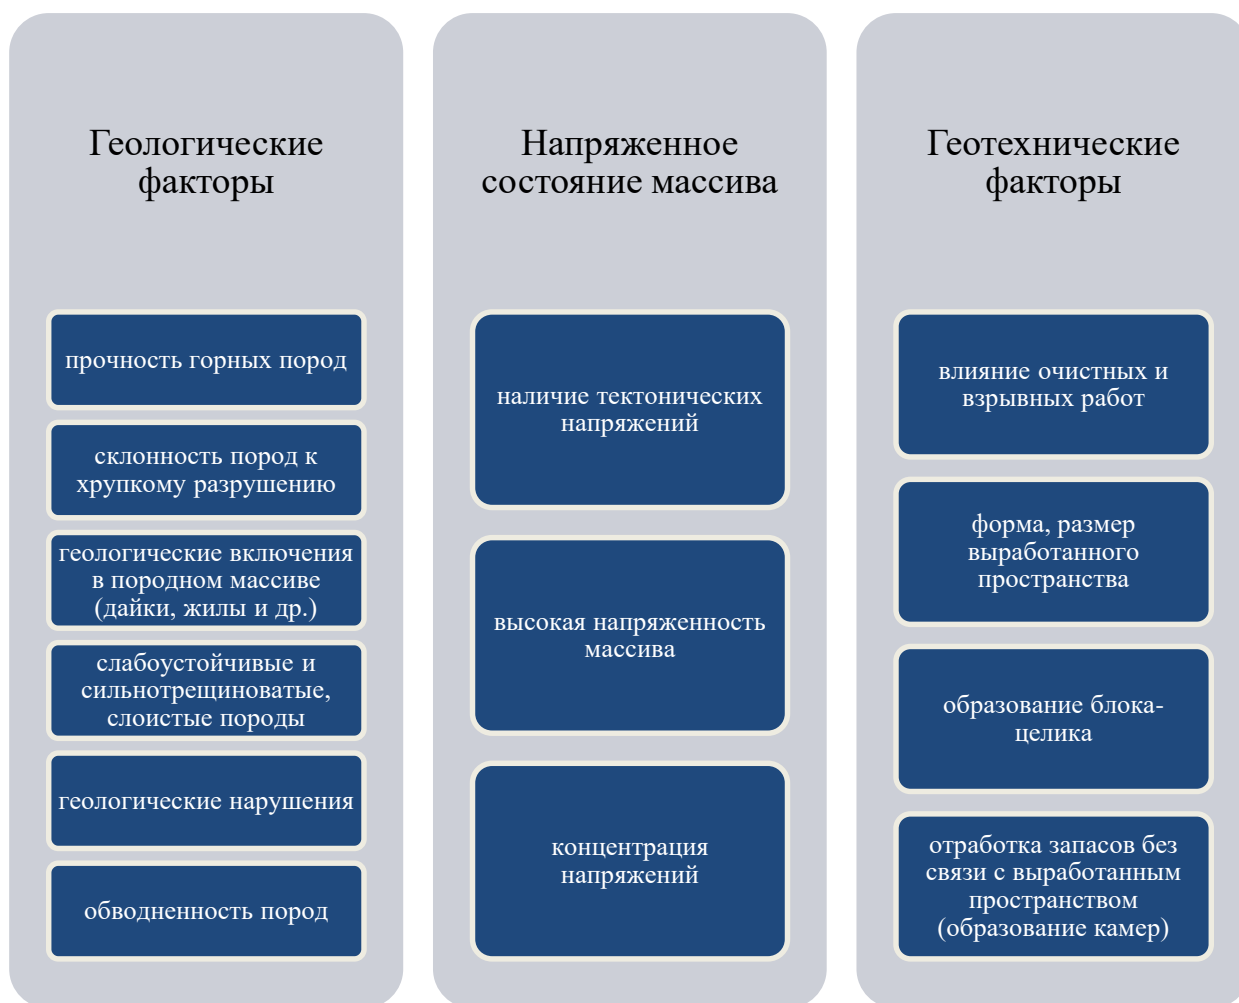 Геологические
факторы
прочность горных пород
склонность пород к
хрупкому разрушению
геологические включения
в породном массиве
(дайки, жилы и др.)
слабоустойчивые и
сильнотрещиноватые,
слоистые породы
геологические нарушения
обводненность пород
Напряженное
состояние массива
наличие тектонических
напряжений
высокая напряженность
массива
концентрация
напряжений
Геотехнические
факторы
влияние очистных и
взрывных работ
форма, размер
выработанного
пространства
образование блока-
целика
отработка запасов без
связи с выработанным
пространством
(образование камер)